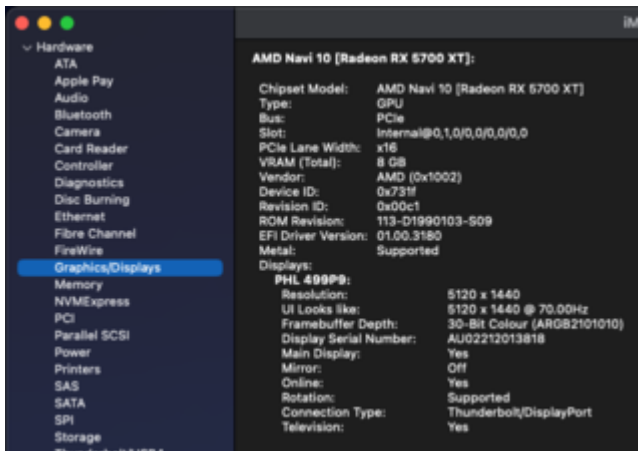 iM
Hardware
ATA
Apple Pay
Audio
Bluetooth
Camera
Card Reader
Controller
Diagnostics
Disc Burning
Ethernet
Fibre Channel
FireWire
Graphics/Displays
Memory
NVMExpress
PCI
Parallel SCSI
Power
Printers
SAS
SATA
SPI
Storage
AMD Navi 10 [Radeon RX 5700 XT]:
Chipset Model: AMD Navi 10 [Radeon RX 5700 XT]
Type: GPU
Bus: PCIe
Slot: Internal@0,1,0/0,0/0,0/0,0
PCIe Lane Width: x16
VRAM (Total): 8 GB
Vendor: AMD (0x1002)
Device ID: 0x731f
Revision ID: 0x00c1
ROM Revision: 113-D1990103-S09
EFI Driver Version: 01.00.3180
Metal: Supported
Displays:
PHL 499P9:
Resolution: 5120 x 1440
UI Looks like: 5120 x 1440 @ 70.00Hz
Framebuffer Depth: 30-Bit Colour (ARGB2101010)
Display Serial Number: AU02212013818
Main Display: Yes
Mirror: Off
Online: Yes
Rotation: Supported
Connection Type: Thunderbolt/DisplayPort
Television: Yes